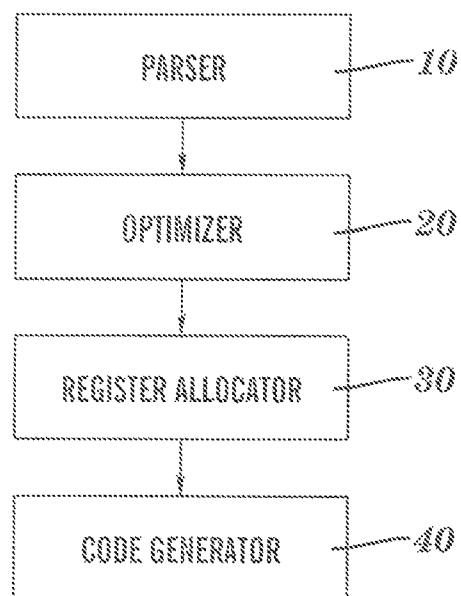 PARSER
10
OPTIMIZER
20
REGISTER ALLOCATOR
30
CODE GENERATOR
40